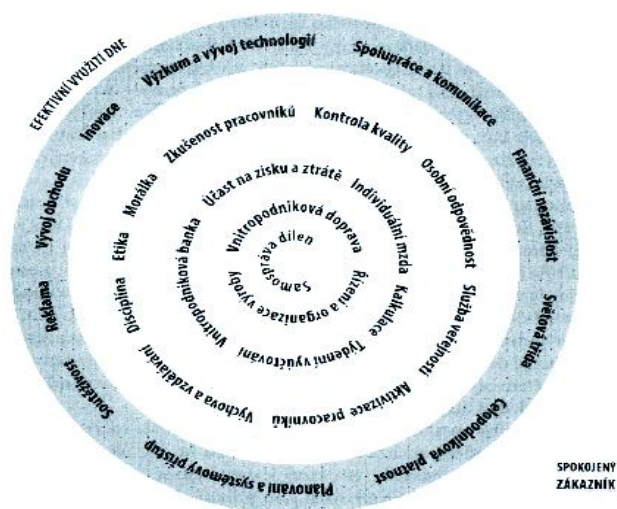 EFEKTIVNÍ VYUŽITÍ DNE
Výzkum a vývoj technologií
Spolupráce a komunikace
Finanční nezávislost
Světová třída
Celopodniková platnost
Plánování a systémový přístup
Soutěživost
Reklama
Vývoj obchodu
Inovace
Zkušenost pracovníků
Kontrola kvality
Osobní odpovědnost
Služba veřejnosti
Aktivizace pracovníků
Výchova a vzdělávání
Disciplína
Etika
Morálka
Účast na zisku a ztrátě
Individuální mzda
Kalkulace
Týdenní vyúčtování
Vnitropodniková banka
Vnitropodniková doprava
Řízení a organizace výroby
Samospráva dílen
SPOKOJENÝ
ZÁKAZNÍK